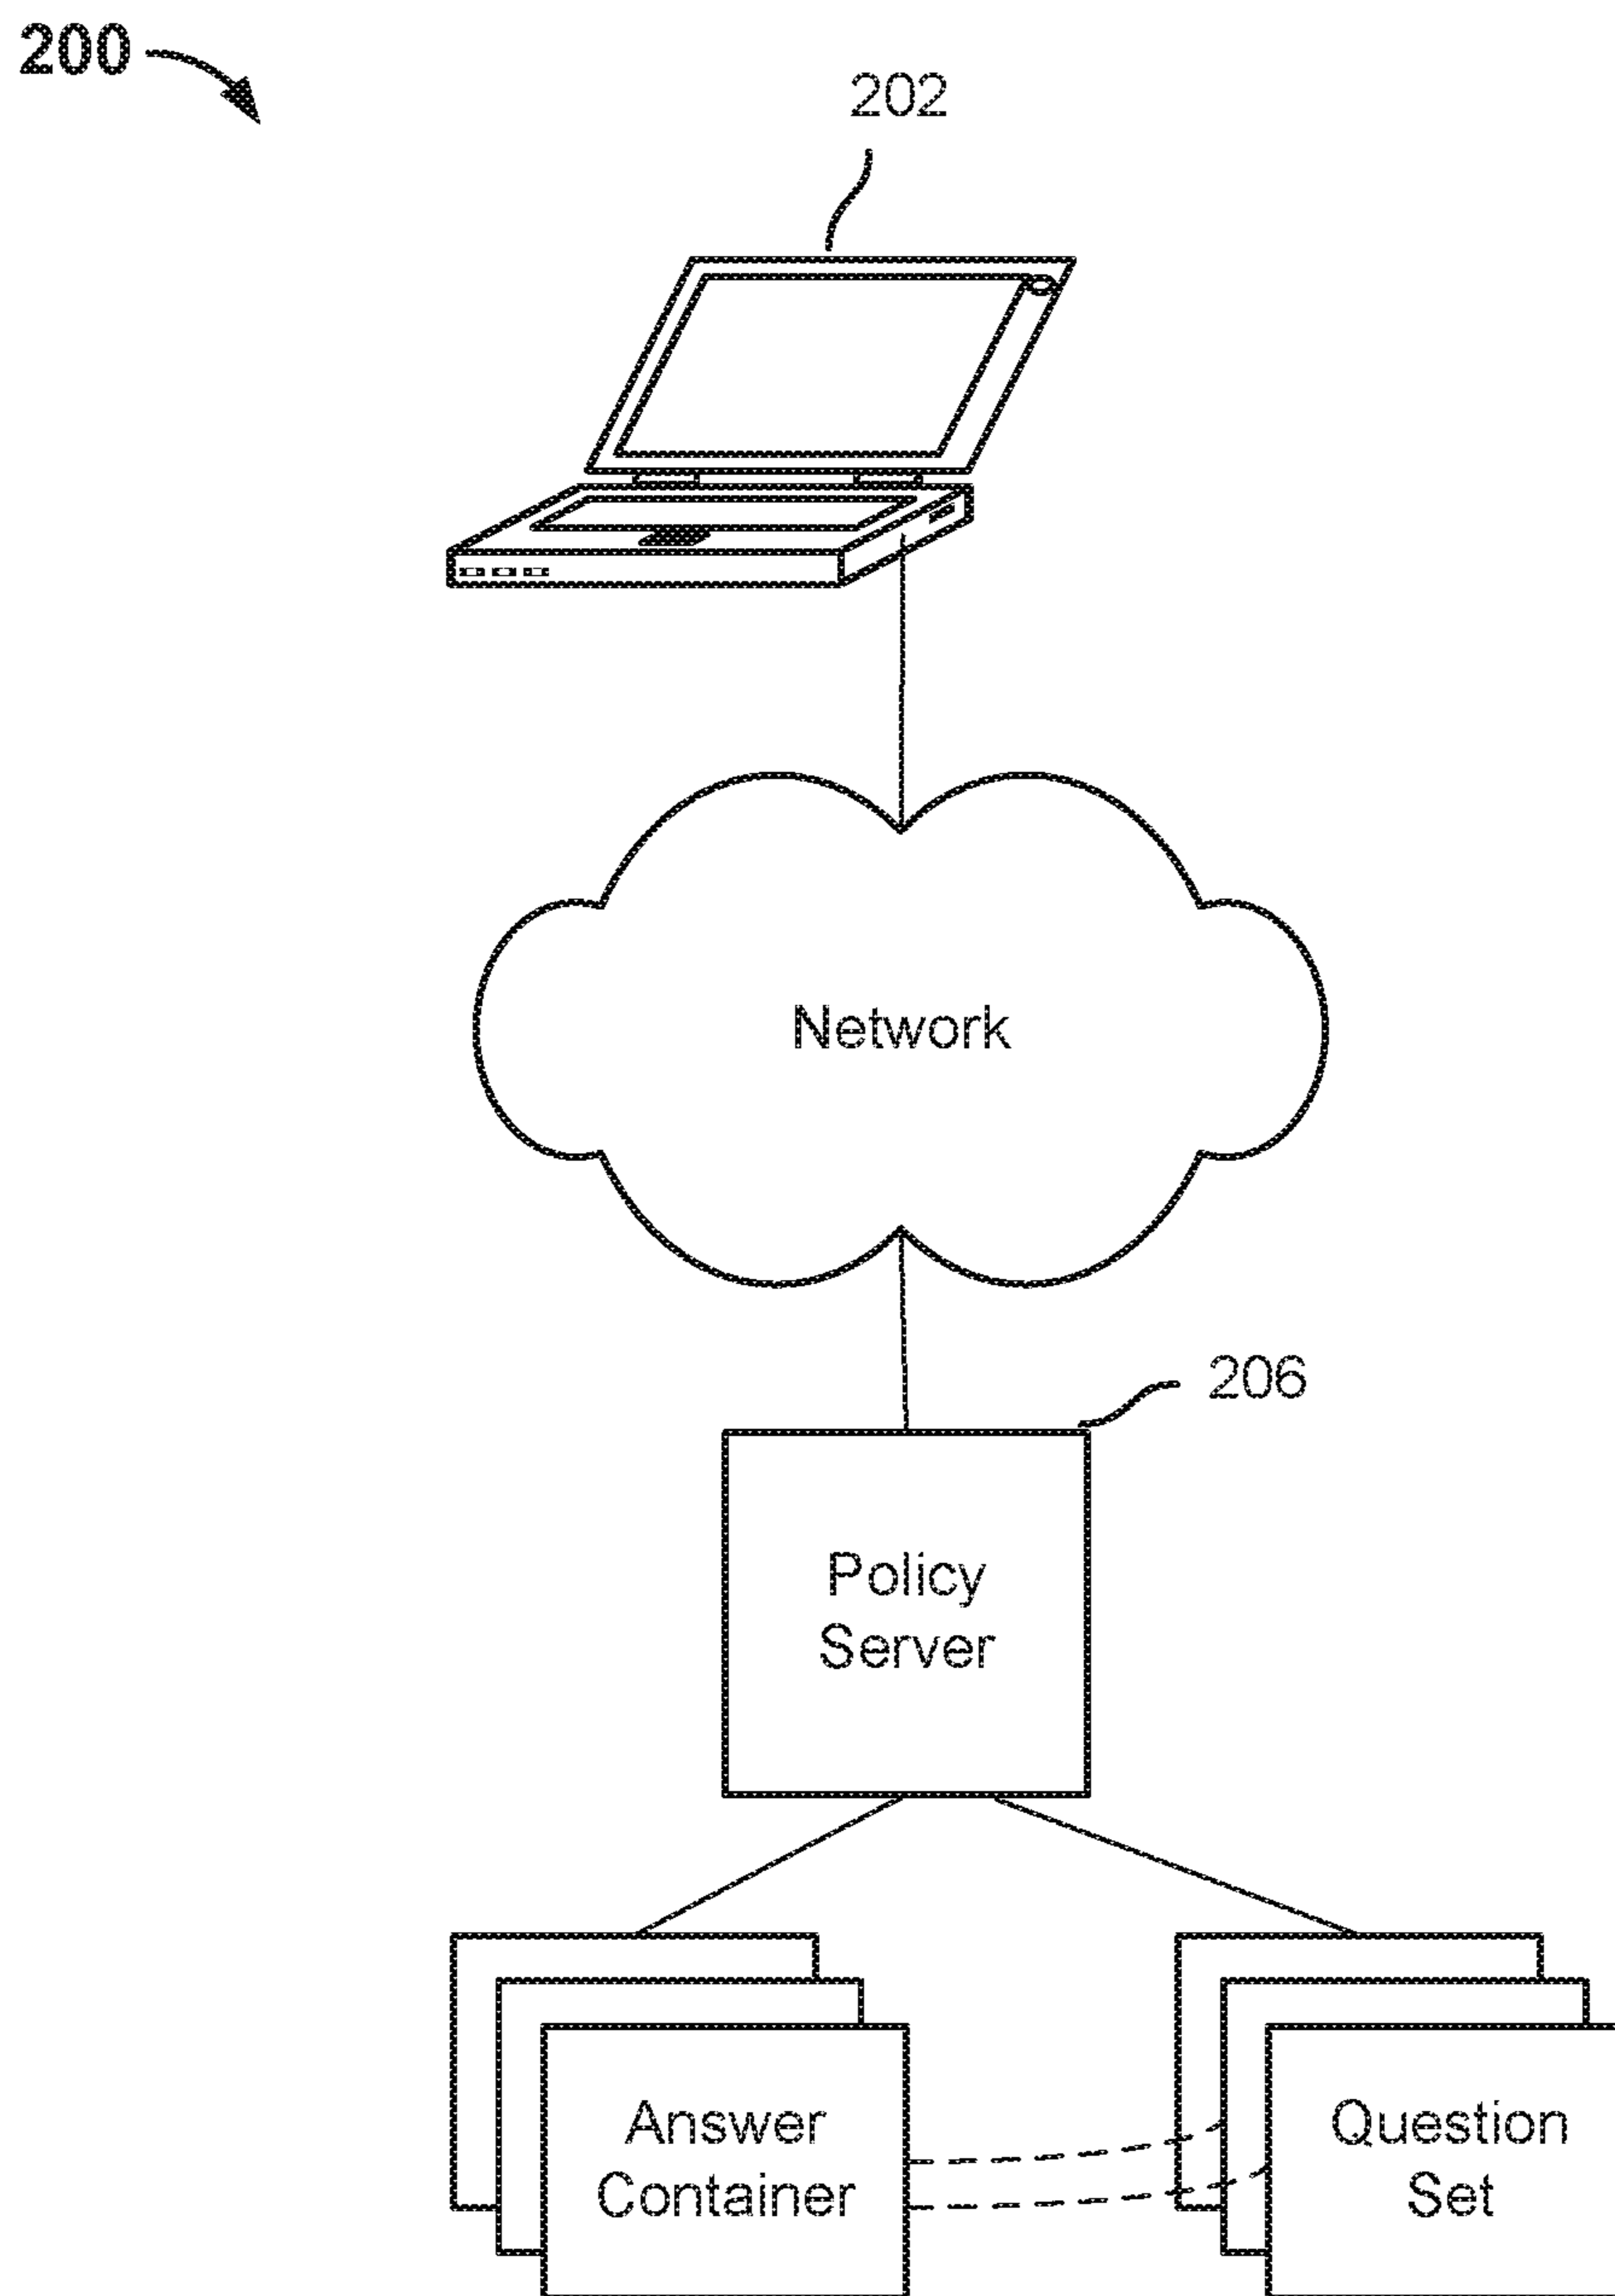 200
202
Network
206
Policy
Server
Answer
Container
Question
Set